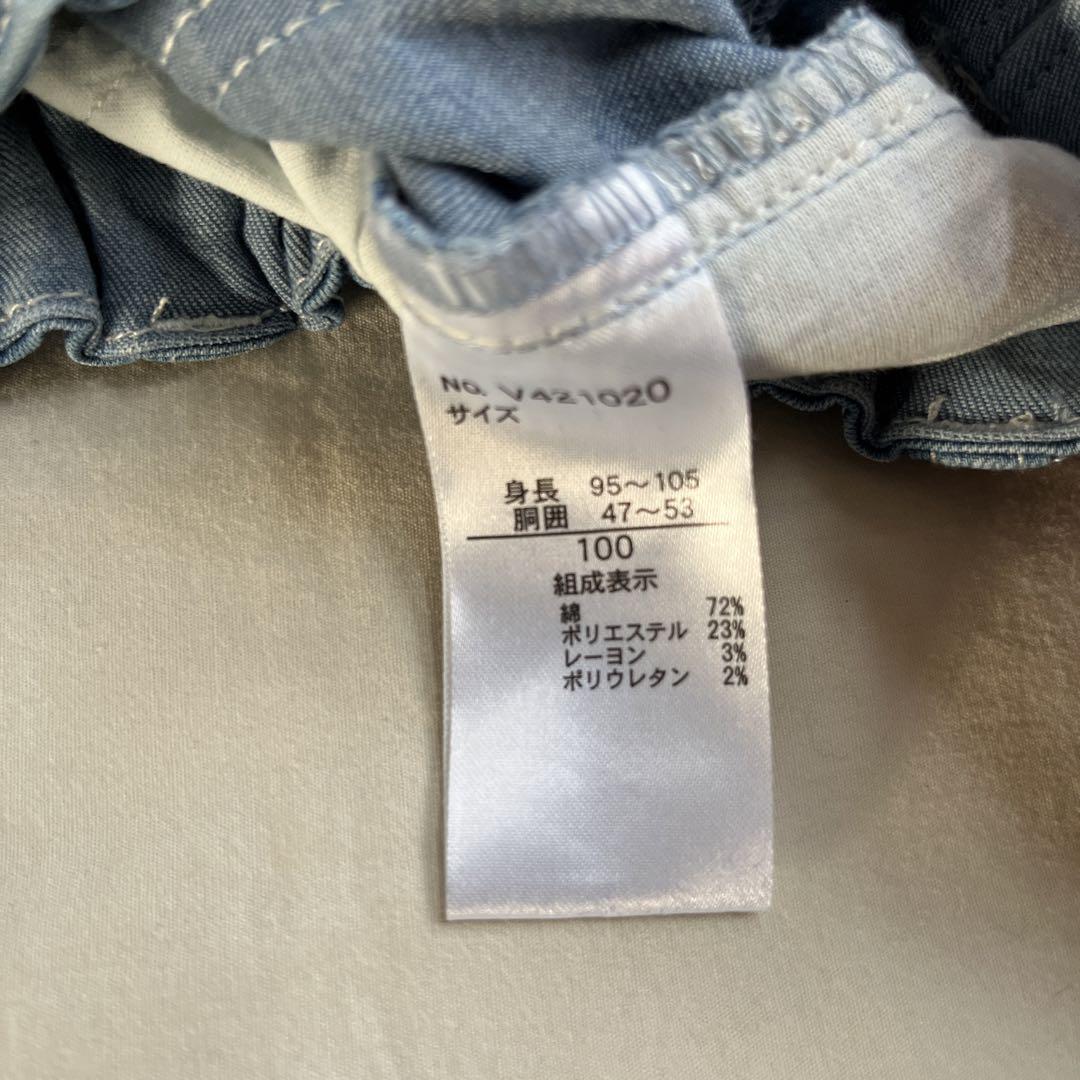 NO. V421020
サイズ
身長 95～105
胴囲 47～53
100
組成表示
綿 72%
ポリエステル 23%
レーヨン 3%
ポリウレタン 2%